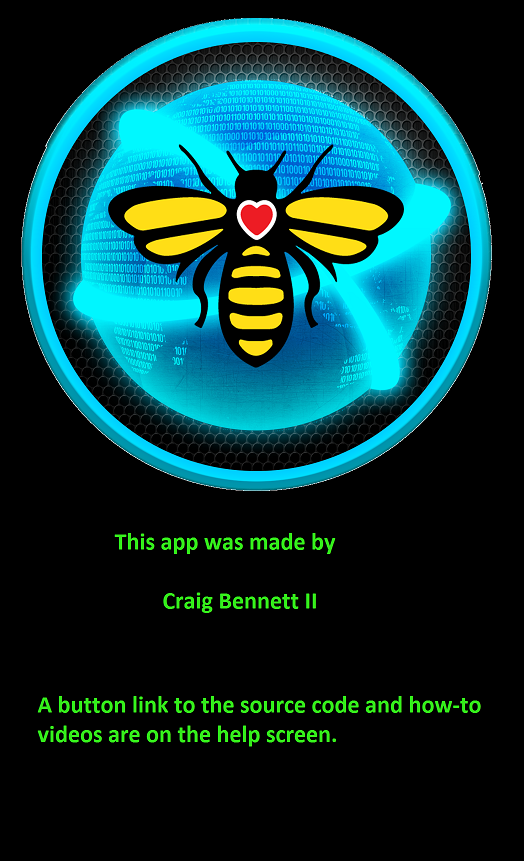 This app was made by
Craig Bennett II
A button link to the source code and how-to
videos are on the help screen.